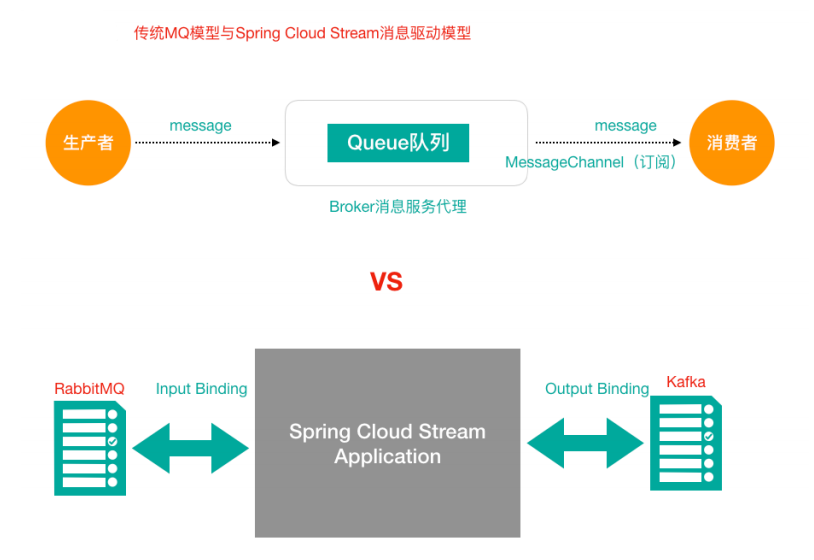 传统MQ模型与Spring Cloud Stream消息驱动模型
生产者
message
Queue队列
message
MessageChannel（订阅）
消费者
Broker消息服务代理
VS
RabbitMQ
Input Binding
Spring Cloud Stream
Application
Output Binding
Kafka